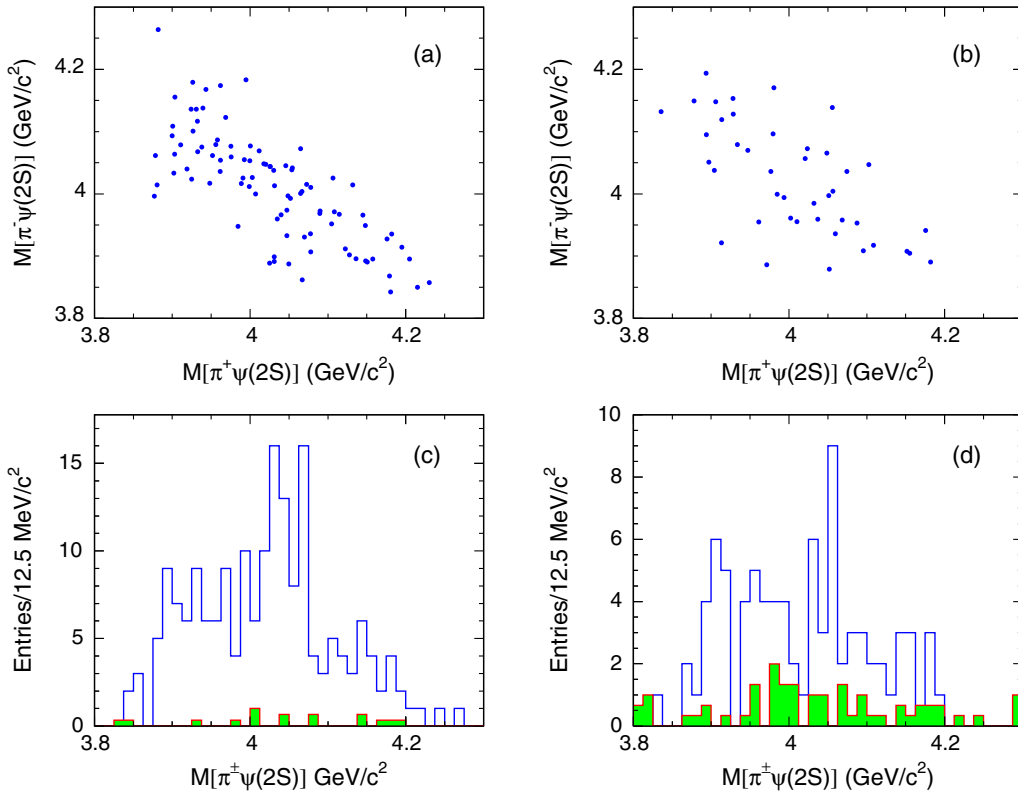 (a)
4.2
4
3.8
M[π⁻ψ(2S)] (GeV/c²)
3.8 4 4.2
M[π⁺ψ(2S)] (GeV/c²)
(b)
4.2
4
3.8
M[π⁻ψ(2S)] (GeV/c²)
3.8 4 4.2
M[π⁺ψ(2S)] (GeV/c²)
(c)
15
10
5
0
Entries/12.5 MeV/c²
3.8 4 4.2
M[π±ψ(2S)] GeV/c²
(d)
10
8
6
4
2
0
Entries/12.5 MeV/c²
3.8 4 4.2
M[π±ψ(2S)] (GeV/c²)